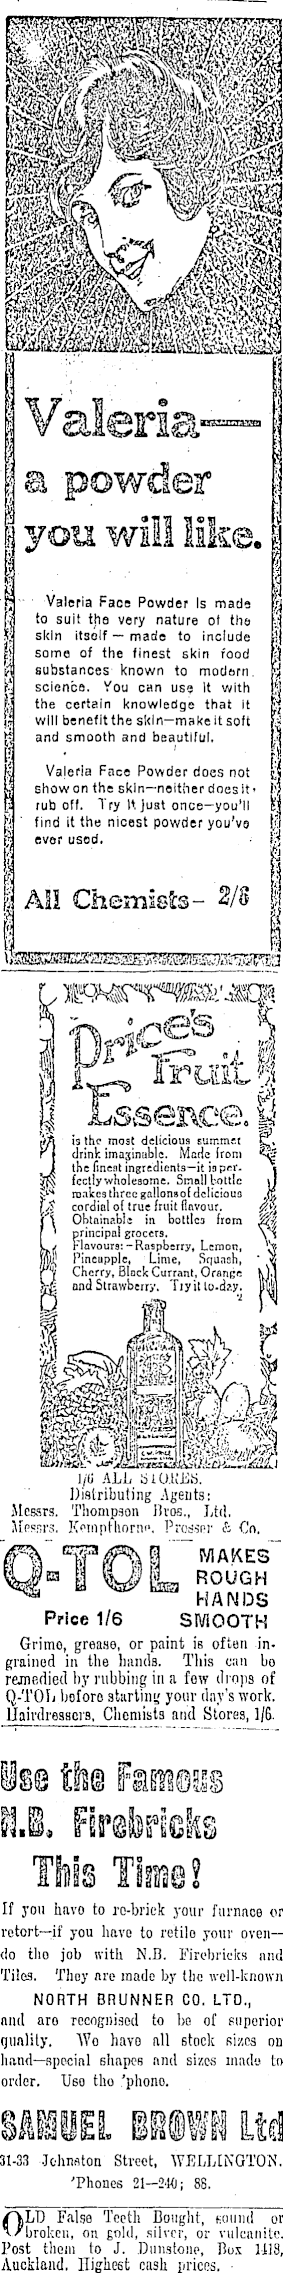 Valeria—
a powder
you will like.
Valeria Face Powder is made
to suit the very nature of the
skin itself — made to include
some of the finest skin food
substances known to modern
science. You can use it with
the certain knowledge that it
will benefit the skin—make it soft
and smooth and beautiful.
Valeria Face Powder does not
show on the skin—neither does it
rub off. Try it just once—you'll
find it the nicest powder you've
ever used.
All Chemists— 2/6
Price's
Fruit
Essence.
is the most delicious summer
drink imaginable. Made from
the finest ingredients—it is per-
fectly wholesome. Small bottle
makes three gallons of delicious
cordial of true fruit flavour.
Obtainable in bottles from
principal grocers.
Flavours:—Raspberry, Lemon,
Pineapple, Lime, Squash,
Cherry, Black Currant, Orange
and Strawberry. Try it to-day.
2
1/6 ALL STORES.
Distributing Agents:
Messrs. Thompson Bros., Ltd.
Messrs. Kempthorne, Prosser & Co.
Q-TOL
MAKES
ROUGH
HANDS
SMOOTH
Price 1/6
Grime, grease, or paint is often in-
grained in the hands. This can be
remedied by rubbing in a few drops of
Q-TOL before starting your day's work.
Hairdressers, Chemists and Stores, 1/6.
Use the Famous
N.B. Firebricks
This Time!
If you have to re-brick your furnace or
retort—if you have to retile your oven—
do the job with N.B. Firebricks and
Tiles. They are made by the well-known
NORTH BRUNNER CO. LTD.,
and are recognised to be of superior
quality. We have all stock sizes on
hand—special shapes and sizes made to
order. Use the 'phone.
SAMUEL BROWN Ltd
31-33 Johnston Street, WELLINGTON.
'Phones 21—240; 88.
OLD False Teeth Bought, sound or
broken, on gold, silver, or vulcanite.
Post them to J. Dunstone, Box 1418,
Auckland. Highest cash prices.